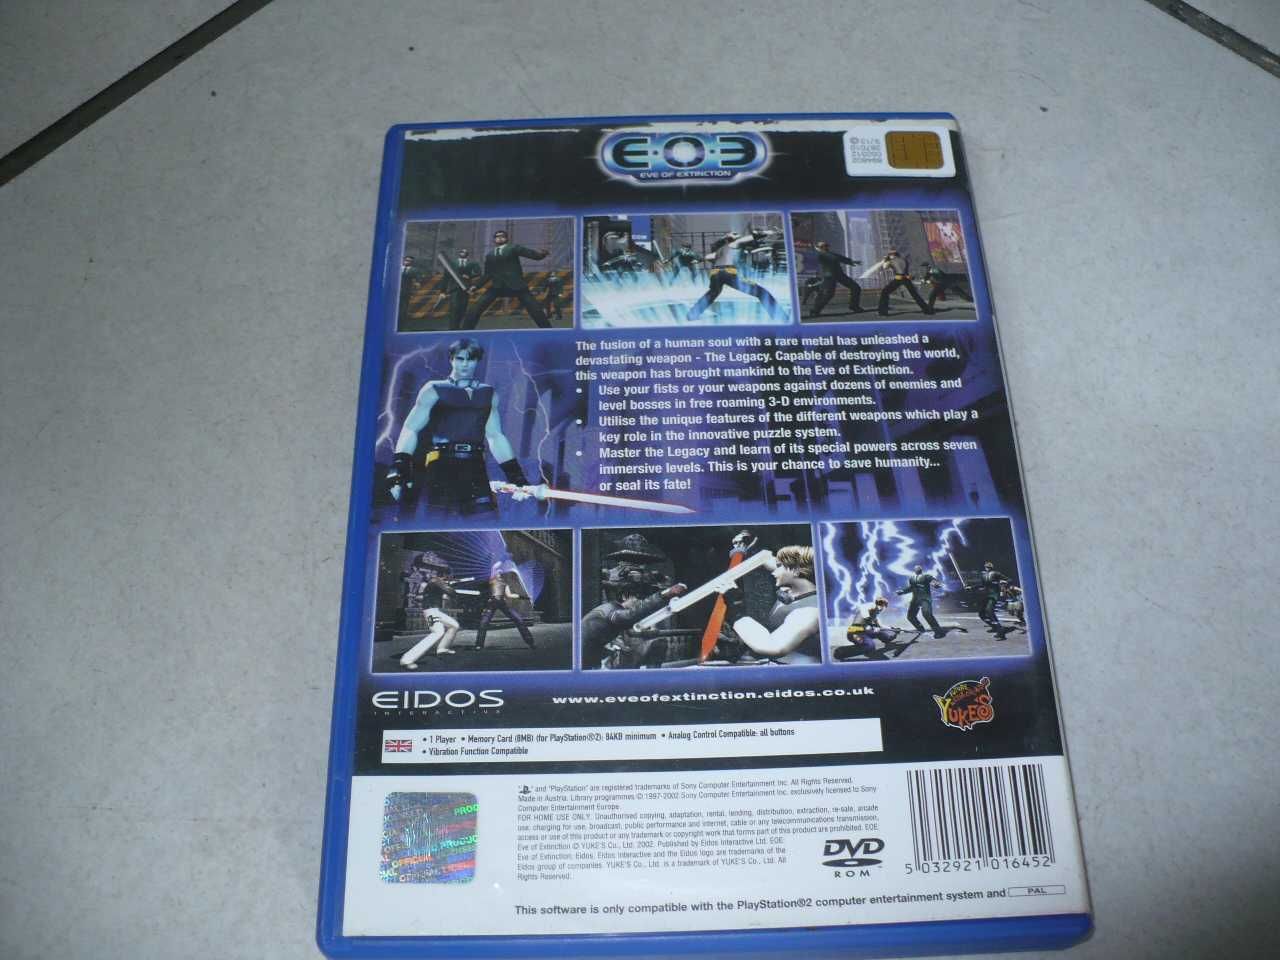 E·O·E
EVE OF EXTINCTION
The fusion of a human soul with a rare metal has unleashed a
devastating weapon - The Legacy. Capable of destroying the world,
this weapon has brought mankind to the Eve of Extinction.
• Use your fists or your weapons against dozens of enemies and
level bosses in free roaming 3-D environments.
• Utilise the unique features of the different weapons which play a
key role in the innovative puzzle system.
• Master the Legacy and learn of its special powers across seven
immersive levels. This is your chance to save humanity...
or seal its fate!
EIDOS
INTERACTIVE
www.eveofextinction.eidos.co.uk
YUKE'S
• 1 Player • Memory Card (8MB) (for PlayStation®2): 84KB minimum • Analog Control Compatible: all buttons
• Vibration Function Compatible
" " and "PlayStation" are registered trademarks of Sony Computer Entertainment Inc. All Rights Reserved.
Made in Austria. Library programmes © 1997-2002 Sony Computer Entertainment Inc. exclusively licensed to Sony
Computer Entertainment Europe.
FOR HOME USE ONLY. Unauthorised copying, adaptation, rental, lending, distribution, extraction, re-sale, arcade
use, charging for use, broadcast, public performance and internet, cable or any telecommunications transmission,
access or use of this product or any trademark or copyright work that forms part of this product are prohibited. EOE
Eve of Extinction © YUKE'S Co., Ltd. 2002. Published by Eidos Interactive Ltd. EOE
Eve of Extinction, Eidos, Eidos Interactive and the Eidos logo are trademarks of the
Eidos group of companies. YUKE'S Co., Ltd. is a trademark of YUKE'S Co., Ltd. All
Rights Reserved.
DVD
ROM
5 032921 016452
This software is only compatible with the PlayStation®2 computer entertainment system and PAL